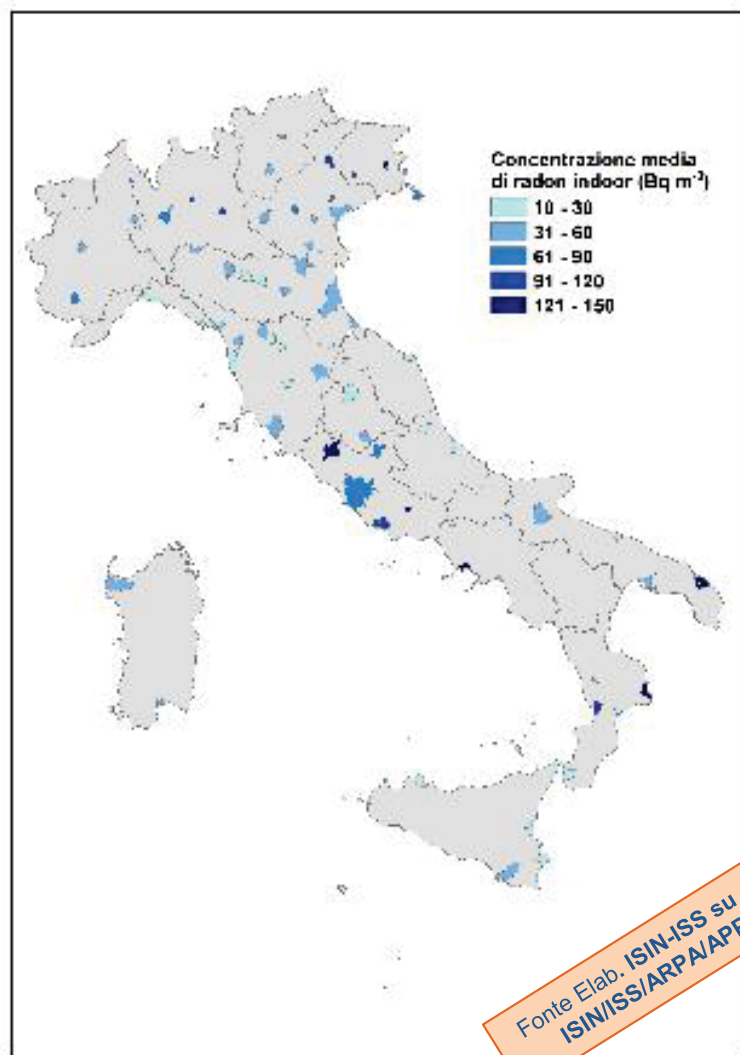 Concentrazione media
di radon indoor (Bq m⁻³)
10 - 30
31 - 60
61 - 90
91 - 120
121 - 150
Fonte Elab. ISIN-ISS su
ISIN/ISS/ARPA/APP